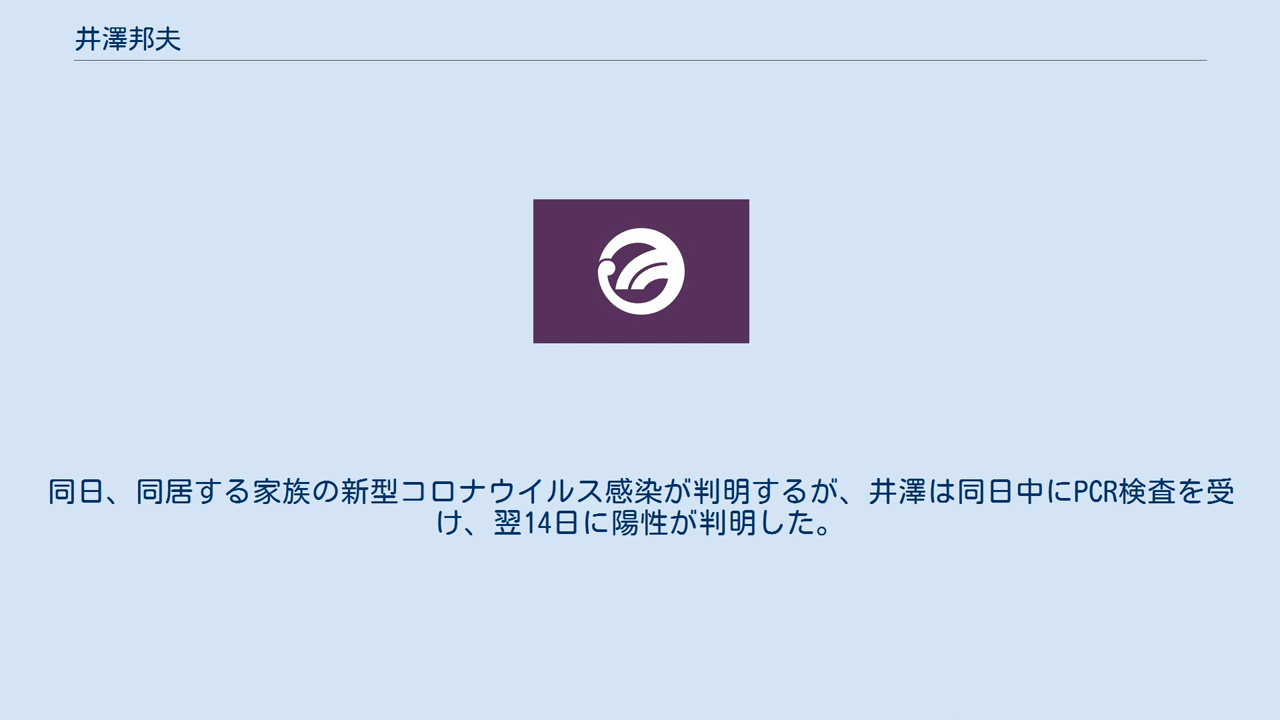 井澤邦夫
同日、同居する家族の新型コロナウイルス感染が判明するが、井澤は同日中にPCR検査を受
け、翌14日に陽性が判明した。